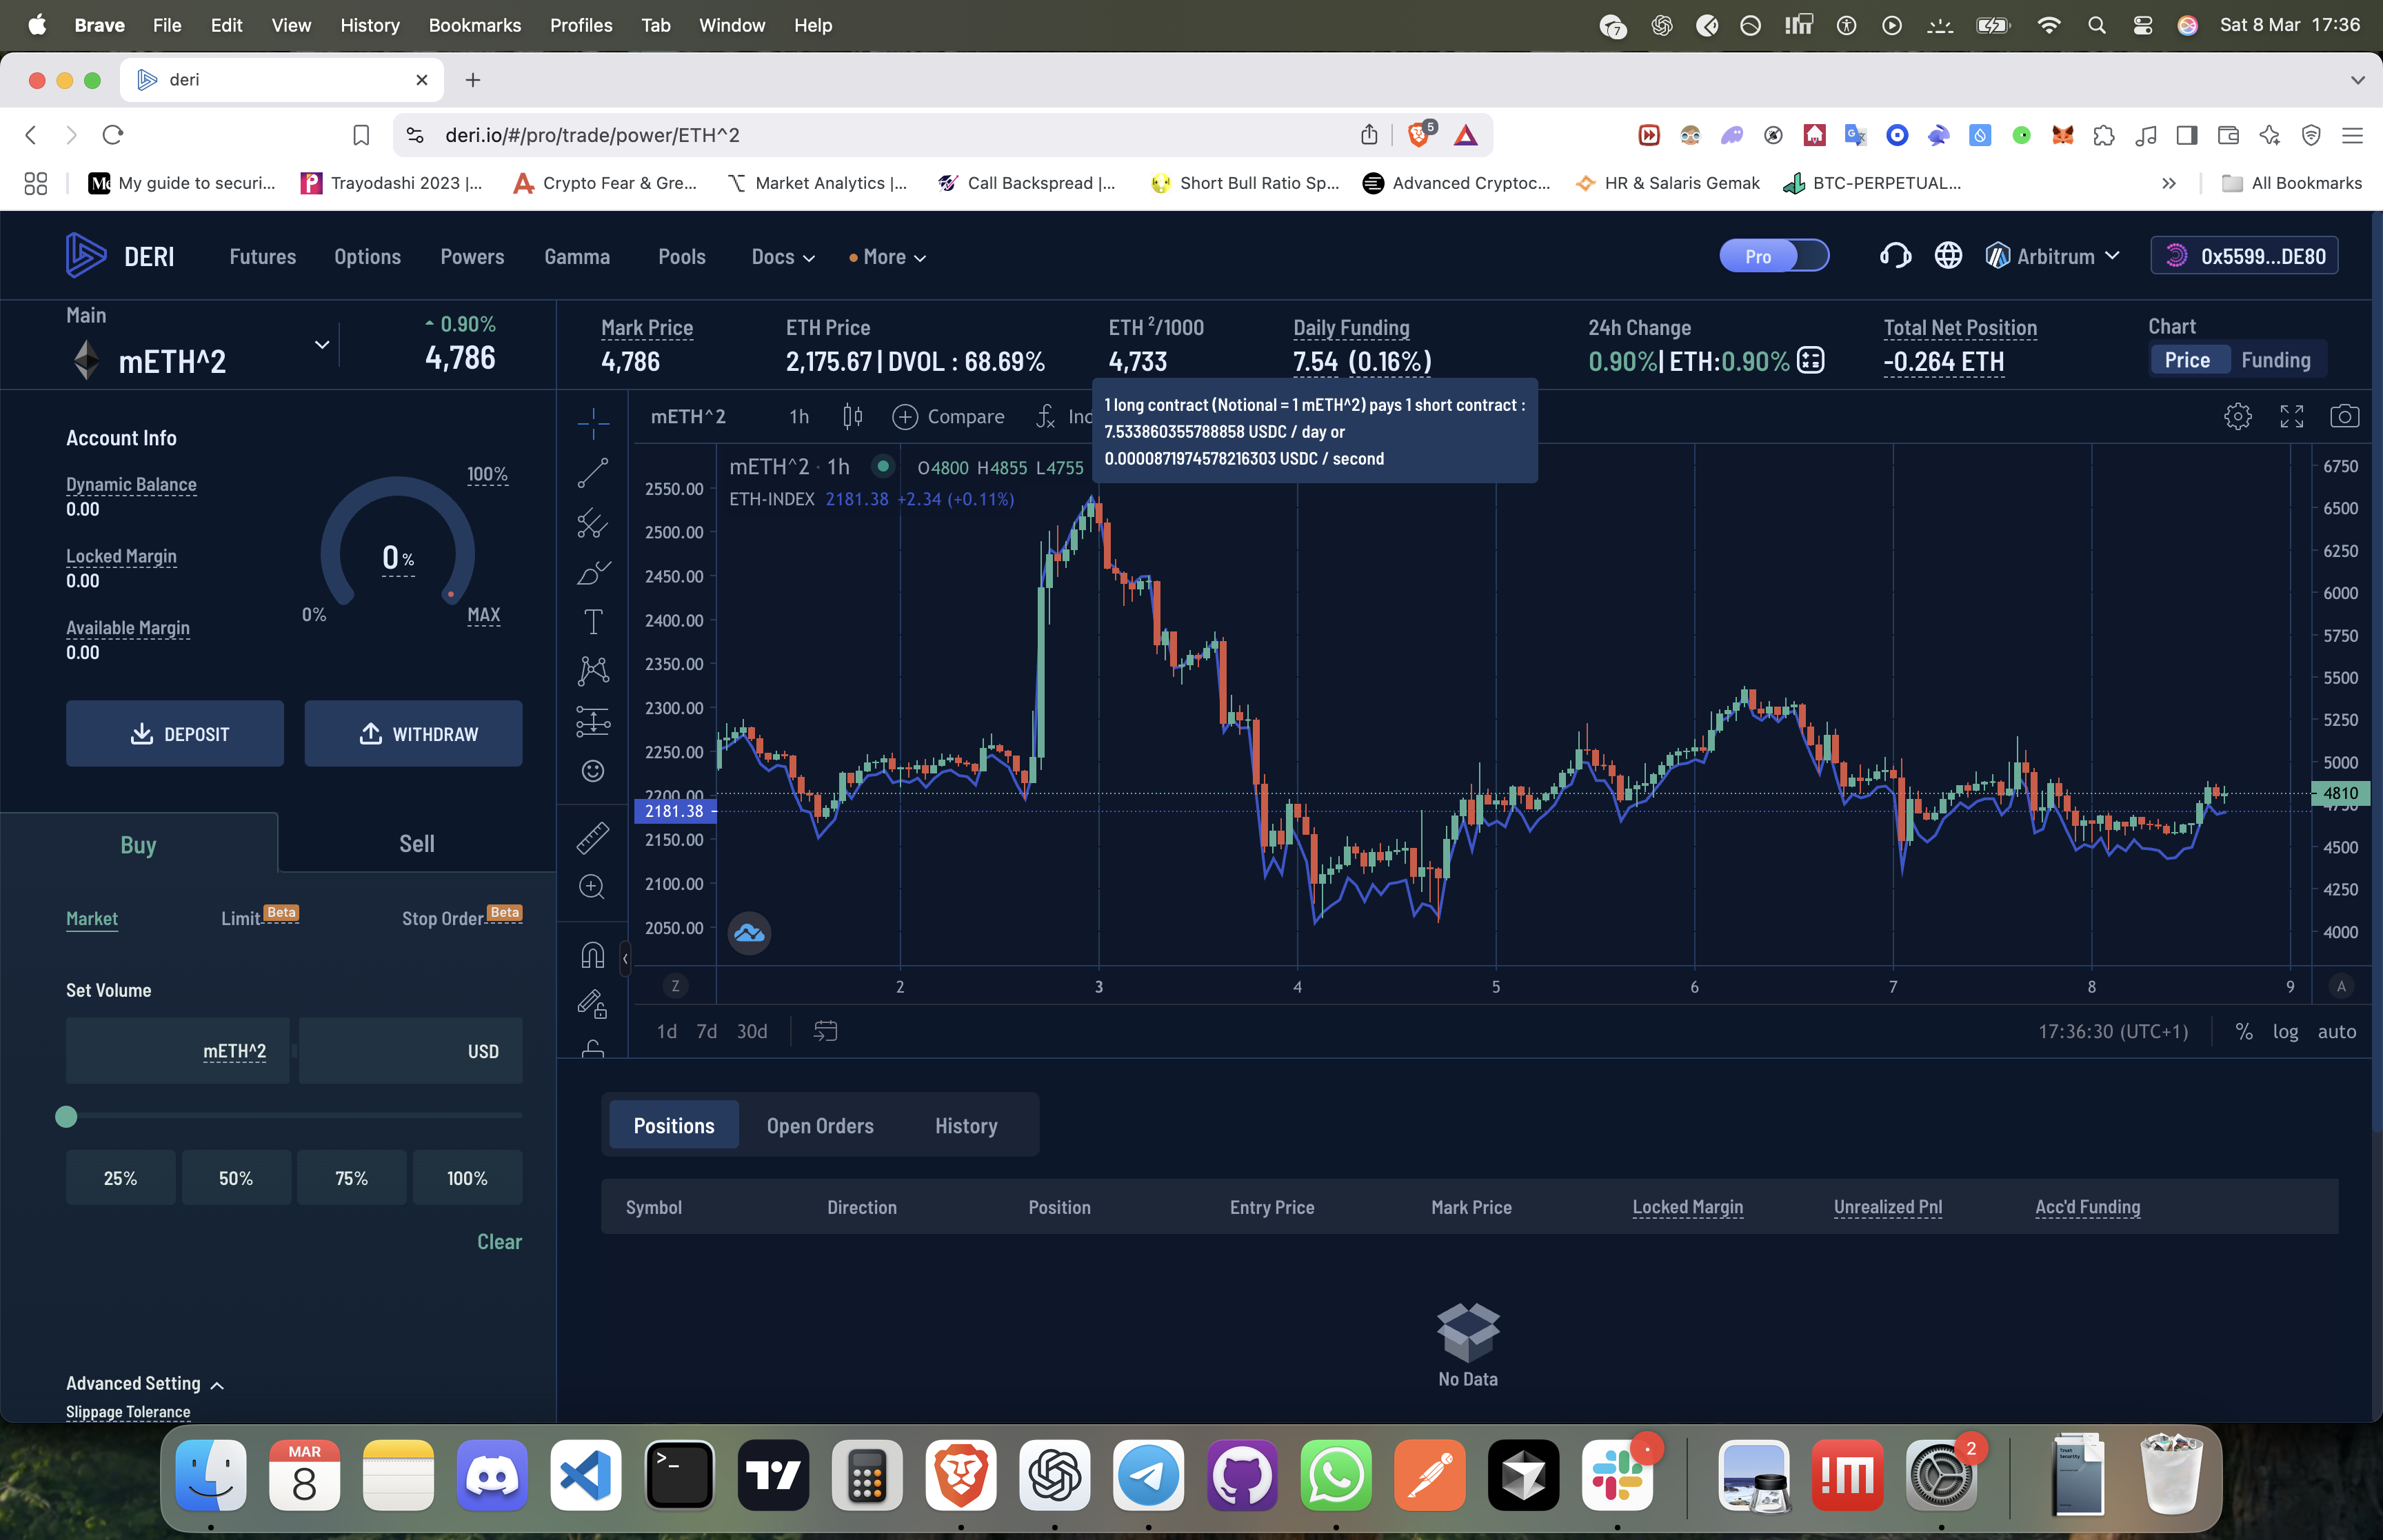 Brave File Edit View History Bookmarks Profiles Tab Window Help
7
Sat 8 Mar 17:36
deri
deri.io/#/pro/trade/power/ETH^2
5
My guide to securi...
Trayodashi 2023 |...
Crypto Fear & Gre...
Market Analytics |...
Call Backspread |...
Short Bull Ratio Sp...
Advanced Cryptoc...
HR & Salaris Gemak
BTC-PERPETUAL...
All Bookmarks
DERI
Futures Options Powers Gamma Pools Docs More
Pro
Arbitrum
0x5599...DE80
Main
mETH^2
0.90%
4,786
Mark Price
4,786
ETH Price
2,175.67 | DVOL : 68.69%
ETH ²/1000
4,733
Daily Funding
7.54 (0.16%)
24h Change
0.90% | ETH:0.90%
Total Net Position
-0.264 ETH
Chart
Price Funding
1 long contract (Notional = 1 mETH^2) pays 1 short contract :
7.533860355788858 USDC / day or
0.0000871974578216303 USDC / second
Account Info
Dynamic Balance
0.00
Locked Margin
0.00
Available Margin
0.00
100%
0 %
0%
MAX
DEPOSIT
WITHDRAW
Buy
Sell
Market
Limit Beta
Stop Order Beta
Set Volume
mETH^2
USD
25% 50% 75% 100%
Clear
Advanced Setting
Slippage Tolerance
mETH^2 1h Compare Ind
mETH^2 · 1h O4800 H4855 L4755
ETH-INDEX 2181.38 +2.34 (+0.11%)
2550.00
2500.00
2450.00
2400.00
2350.00
2300.00
2250.00
2200.00
2181.38
2150.00
2100.00
2050.00
6750
6500
6250
6000
5750
5500
5250
5000
4810
4750
4500
4250
4000
Z 2 3 4 5 6 7 8 9 A
1d 7d 30d
17:36:30 (UTC+1) % log auto
Positions Open Orders History
Symbol Direction Position Entry Price Mark Price Locked Margin Unrealized Pnl Acc'd Funding
No Data
MAR
8
2